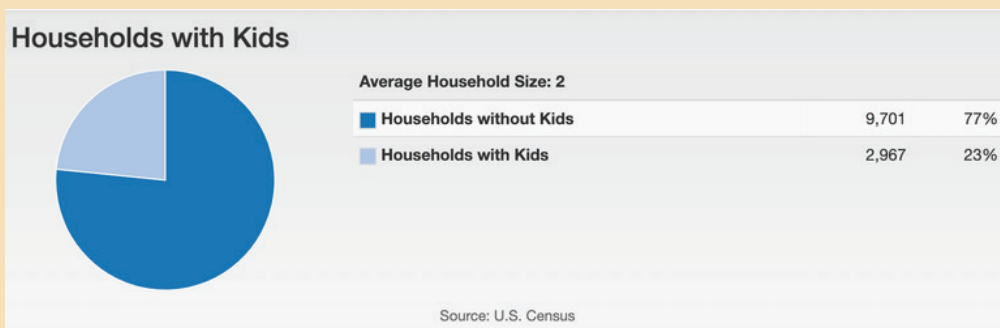 Households with Kids
Average Household Size: 2
Households without Kids 9,701 77%
Households with Kids 2,967 23%
Source: U.S. Census